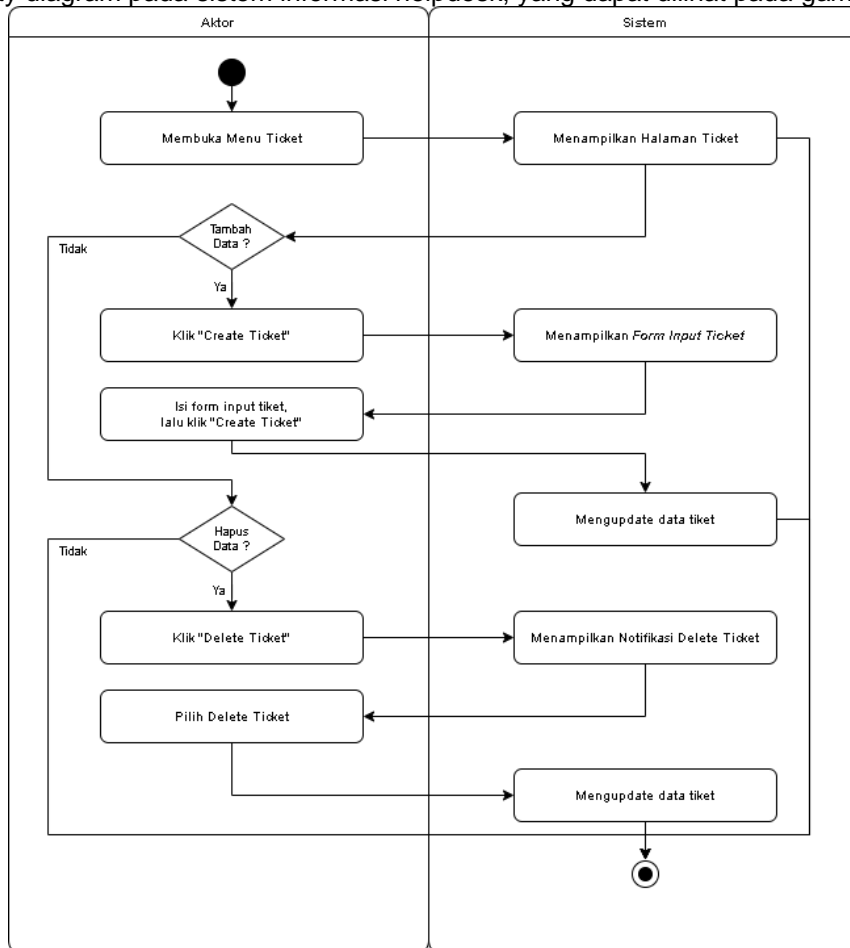 diagram pada sistem informasi helpdesk, yang dapat dilihat pada gam
Aktor
Sistem
Membuka Menu Ticket
Menampilkan Halaman Ticket
Tambah
Data ?
Tidak
Ya
Klik "Create Ticket"
Menampilkan Form Input Ticket
Isi form input tiket,
lalu klik "Create Ticket"
Mengupdate data tiket
Hapus
Data ?
Tidak
Ya
Klik "Delete Ticket"
Menampilkan Notifikasi Delete Ticket
Pilih Delete Ticket
Mengupdate data tiket